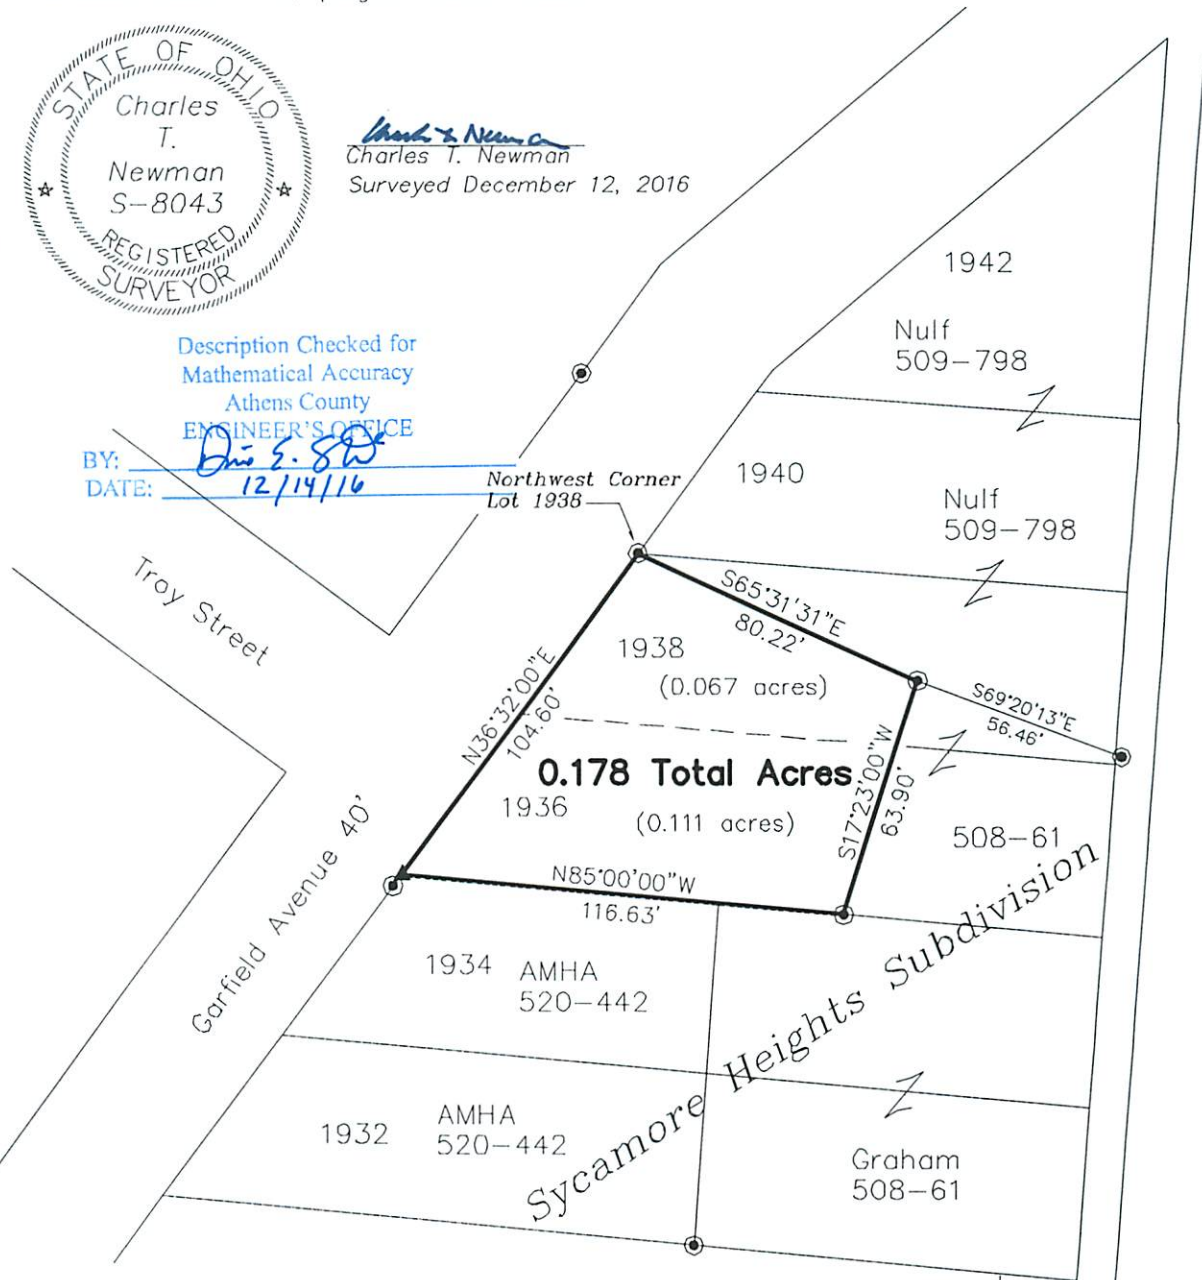 STATE OF OHIO
Charles
T.
Newman
S-8043
REGISTERED
SURVEYOR
Charles T. Newman
Surveyed December 12, 2016
Description Checked for
Mathematical Accuracy
Athens County
ENGINEER'S OFFICE
BY:
DATE: 12/14/16
1942
Nulf
509-798
1940
Nulf
509-798
Northwest Corner
Lot 1938
Troy Street
S65°31'31"E
80.22'
1938
(0.067 acres)
S69°20'13"E
56.46'
N36°32'00"E
104.60'
0.178 Total Acres
S17°23'00"W
63.90'
1936
(0.111 acres)
508-61
N85°00'00"W
116.63'
Garfield Avenue 40'
1934
AMHA
520-442
Sycamore Heights Subdivision
1932
AMHA
520-442
Graham
508-61